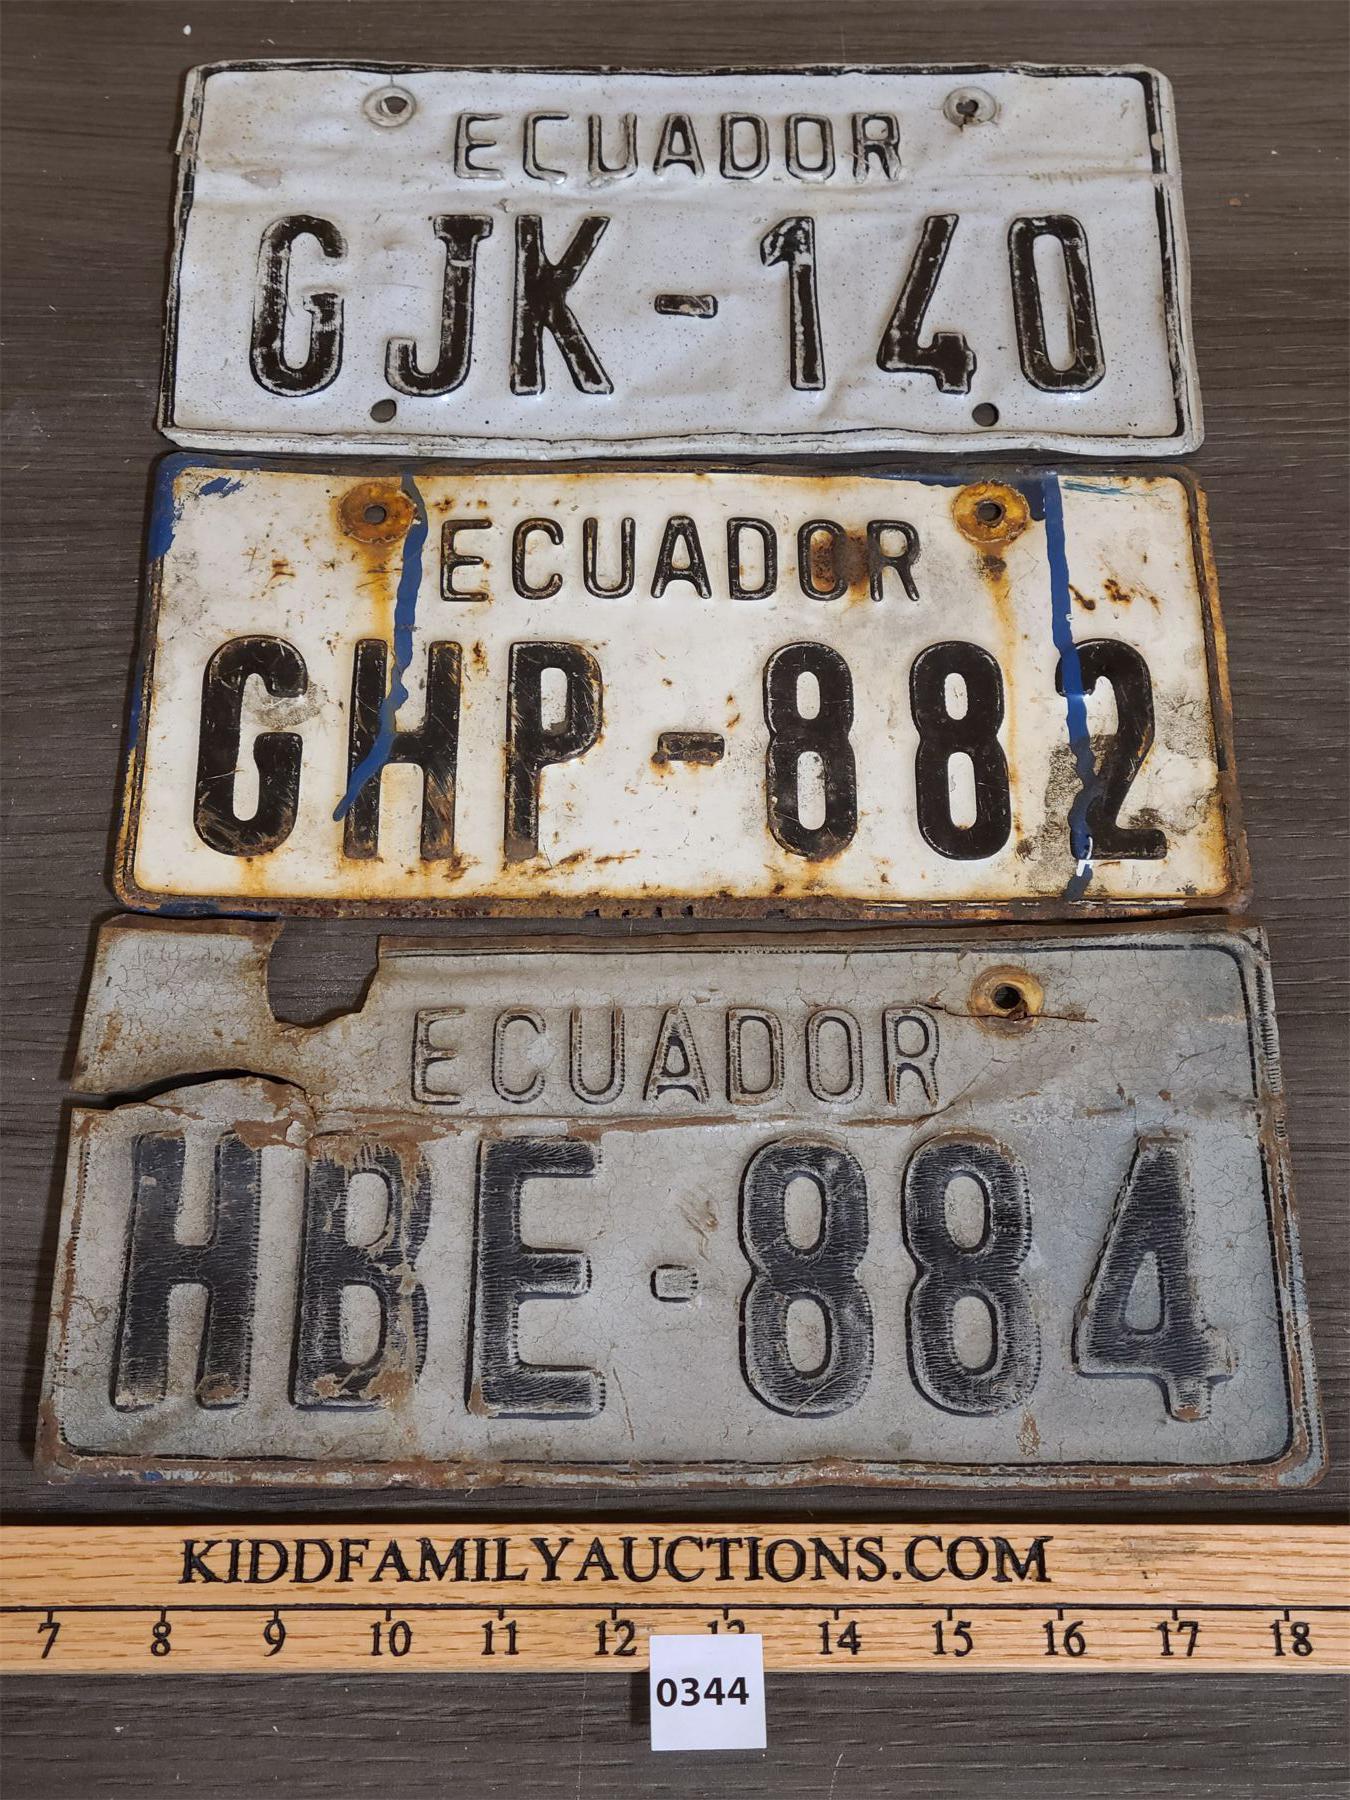 ECUADOR
GJK-140
ECUADOR
GHP-882
ECUADOR
HBE-884
KIDDFAMILYAUCTIONS.COM
7 8 9 10 11 12 13 14 15 16 17 18
0344